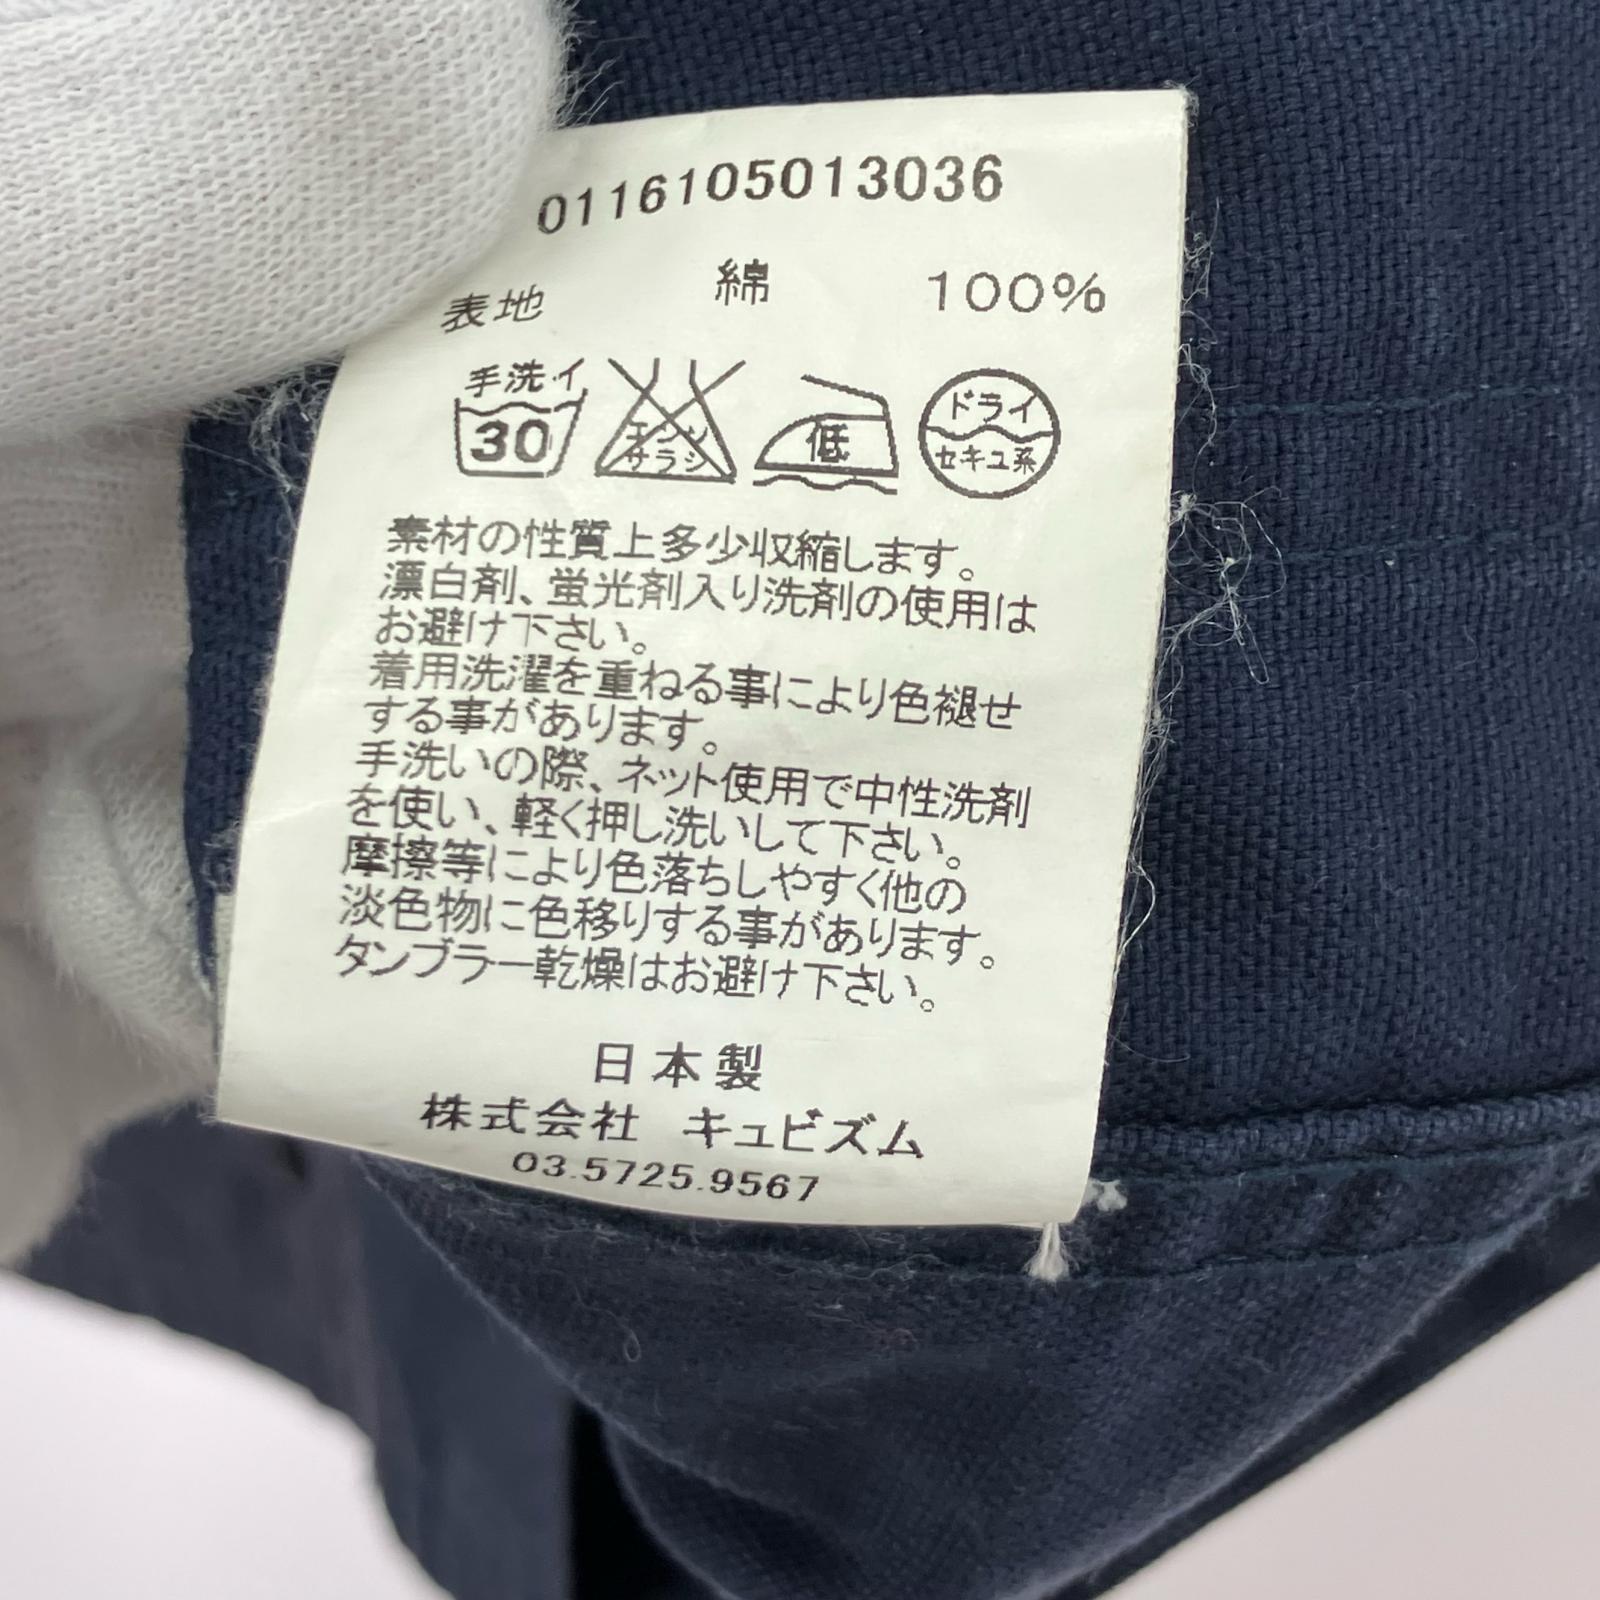 0116105013036
表地 綿 100%
手洗イ
30
エンソ
サラシ
低
ドライ
セキユ系
素材の性質上多少収縮します。
漂白剤、蛍光剤入り洗剤の使用は
お避け下さい。
着用洗濯を重ねる事により色褪せ
する事があります。
手洗いの際、ネット使用で中性洗剤
を使い、軽く押し洗いして下さい。
摩擦等により色落ちしやすく他の
淡色物に色移りする事があります。
タンブラー乾燥はお避け下さい。
日本製
株式会社 キュビズム
03.5725.9567